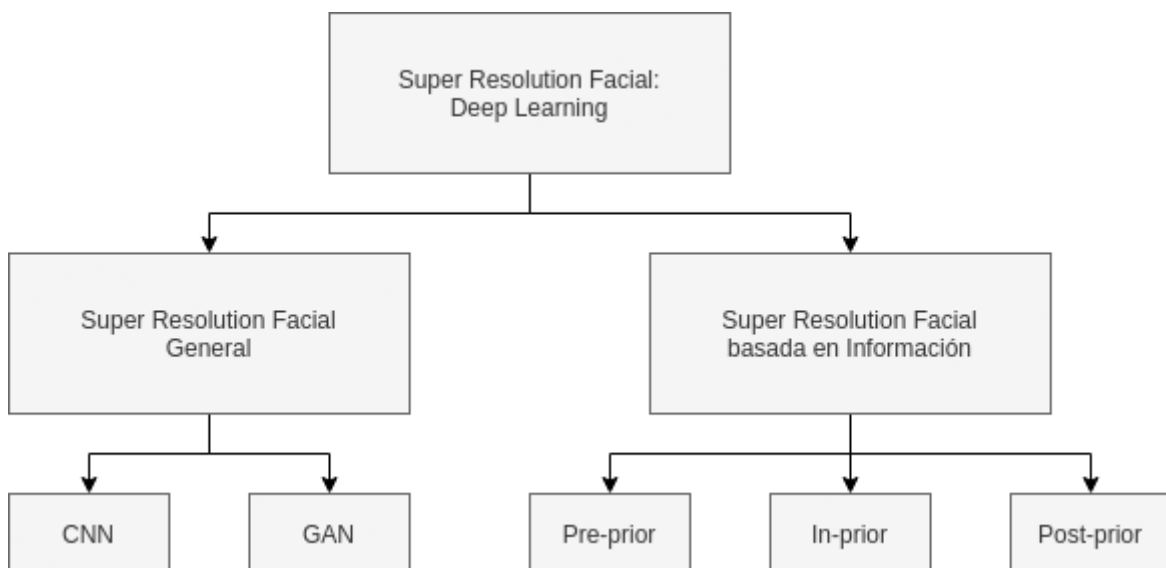 Super Resolution Facial:
Deep Learning
Super Resolution Facial
General
Super Resolution Facial
basada en Información
CNN
GAN
Pre-prior
In-prior
Post-prior